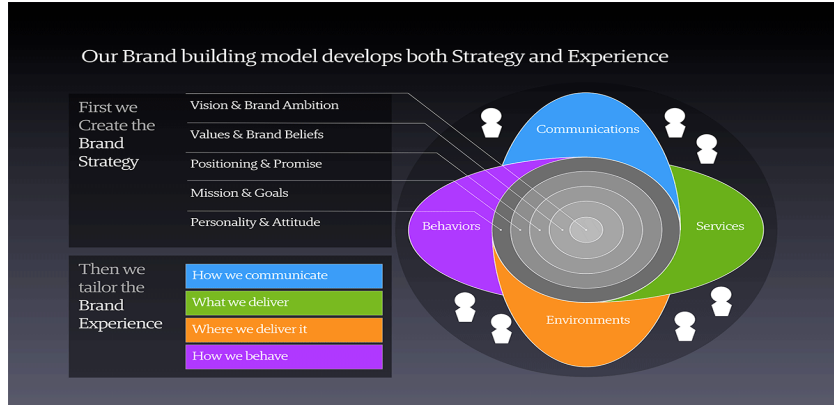 Our Brand building model develops both Strategy and Experience
First we
Create the
Brand
Strategy
Vision & Brand Ambition
Values & Brand Beliefs
Positioning & Promise
Mission & Goals
Personality & Attitude
Then we
tailor the
Brand
Experience
How we communicate
What we deliver
Where we deliver it
How we behave
Communications
Behaviors
Services
Environments